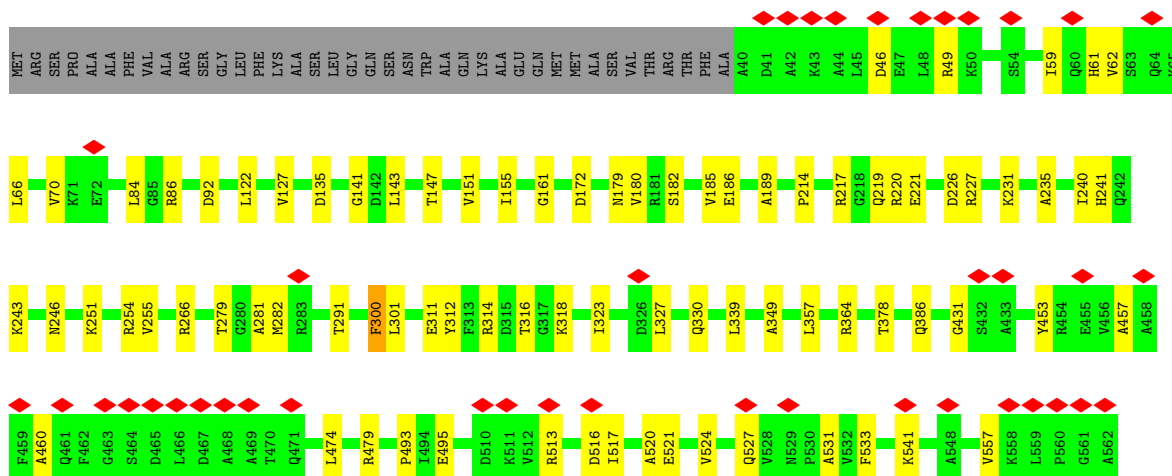 MET ARG SER PRO ALA ALA PHE VAL ALA ARG SER GLY LEU PHE LYS ALA SER LEU GLY GLN SER ASN TRP ALA GLN LYS ALA GLU GLN MET MET ALA SER VAL THR ARG THR PHE ALA A40 D41 A42 K43 A44 L45 D46 E47 L48 R49 K50 S54 I59 Q60 H61 V62 S63 Q64 K65
L66 V70 K71 E72 L84 G85 R86 D92 L122 V127 D135 G141 D142 L143 T147 V151 I155 G161 D172 N179 V180 R181 S182 V185 E186 A189 P214 R217 G218 Q219 R220 E221 D226 R227 K231 A235 I240 H241 Q242
K243 N246 K251 R254 V255 R266 T279 G280 A281 M282 R283 T291 F300 L301 E311 Y312 F313 R314 D315 T316 G317 K318 I323 D326 L327 Q330 L339 A349 L357 R364 T378 Q386 G431 S432 A433 Y453 R454 E455 V456 A457 A458
F459 A460 Q461 F462 G463 S464 D465 L466 D467 A468 A469 T470 Q471 L474 R479 P493 I494 E495 D510 K511 V512 R513 D516 I517 A520 E521 V524 Q527 V528 N529 P530 A531 V532 F533 K541 A548 V557 K558 L559 P560 G561 A562